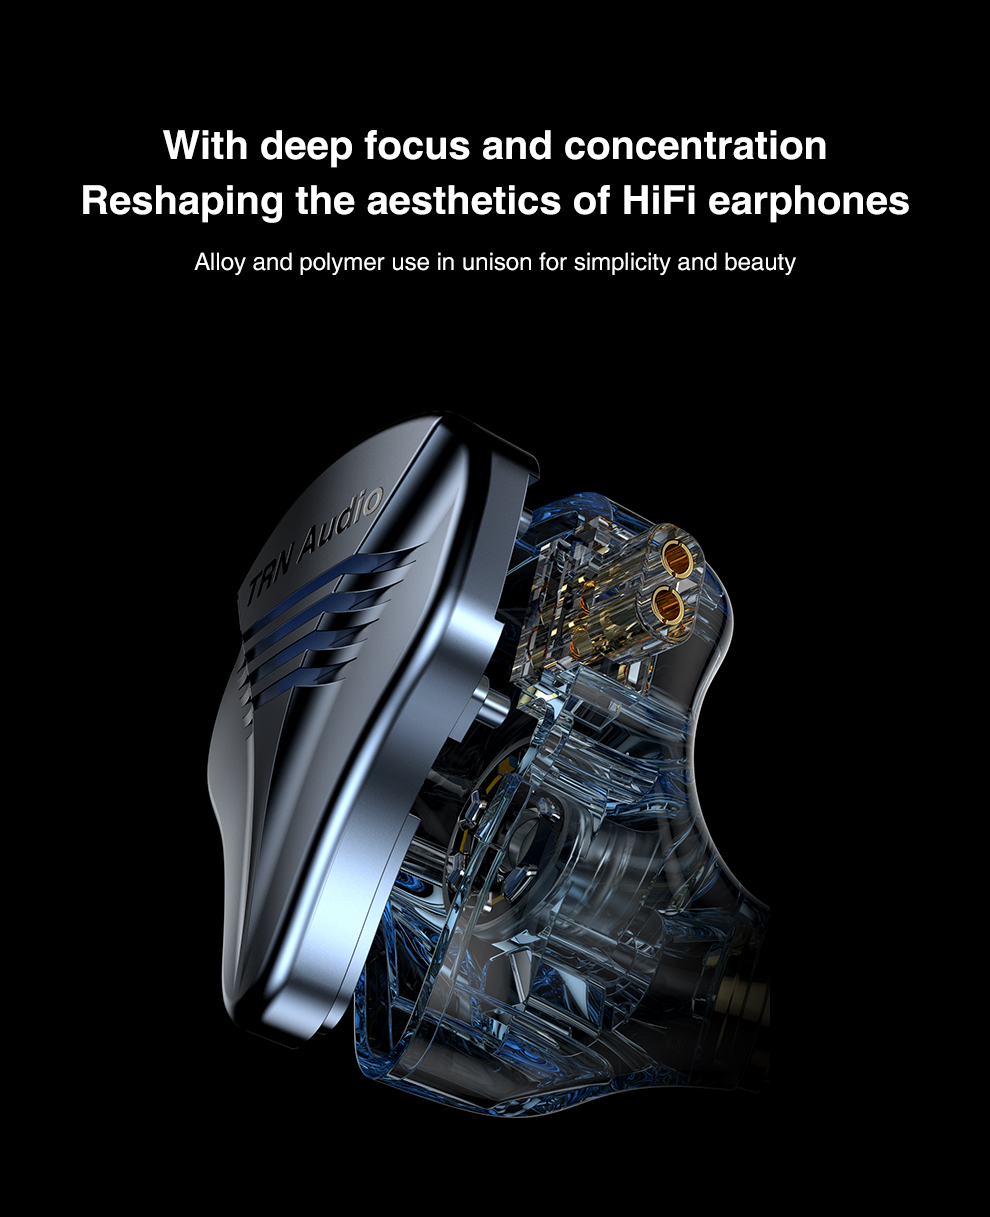 With deep focus and concentration
Reshaping the aesthetics of HiFi earphones
Alloy and polymer use in unison for simplicity and beauty
TRN Audio